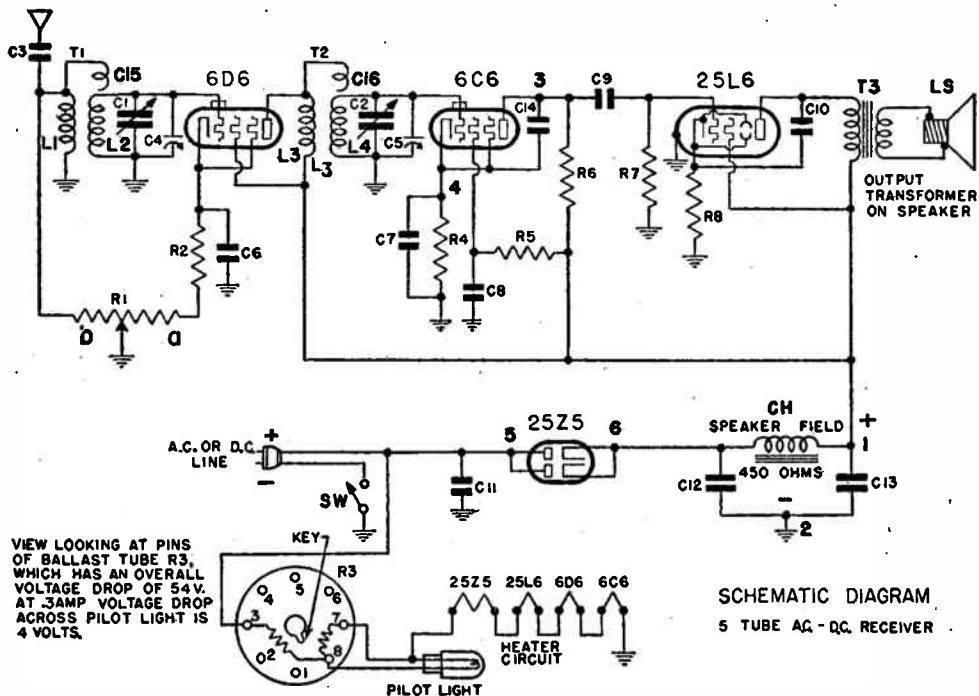 C3
T1
C15
C1
L1
L2
C4
6D6
T2
C16
C2
L3
L3
L4
C5
6C6
3
C14
C9
25L6
C10
T3
LS
OUTPUT
TRANSFORMER
ON SPEAKER
R2
C6
4
C7
R4
R5
C8
R6
R7
R8
R1
b
a
A.C. OR D.C.
LINE
+
−
SW
C11
5
25Z5
6
CH
SPEAKER FIELD
450 OHMS
+
1
C12
C13
−
2
VIEW LOOKING AT PINS
OF BALLAST TUBE R3,
WHICH HAS AN OVERALL
VOLTAGE DROP OF 54V.
AT .3AMP VOLTAGE DROP
ACROSS PILOT LIGHT IS
4 VOLTS.
KEY
R3
5
4
6
3
7
2
8
1
PILOT LIGHT
25Z5 25L6 6D6 6C6
HEATER
CIRCUIT
SCHEMATIC DIAGRAM
5 TUBE A.C. - D.C. RECEIVER